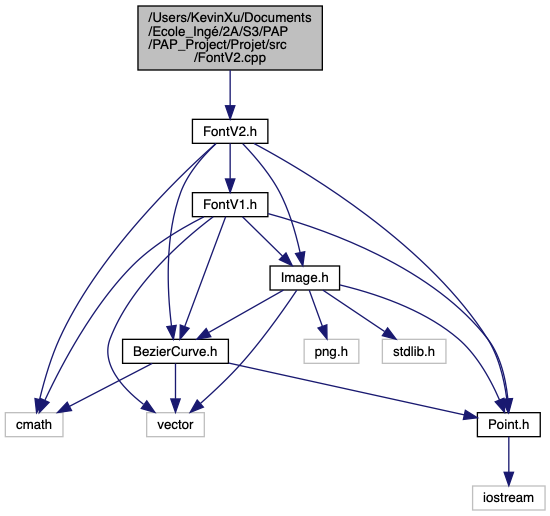 /Users/KevinXu/Documents
/Ecole_Ingé/2A/S3/PAP
/PAP_Project/Projet/src
/FontV2.cpp
FontV2.h
FontV1.h
Image.h
BezierCurve.h
png.h
stdlib.h
cmath
vector
Point.h
iostream